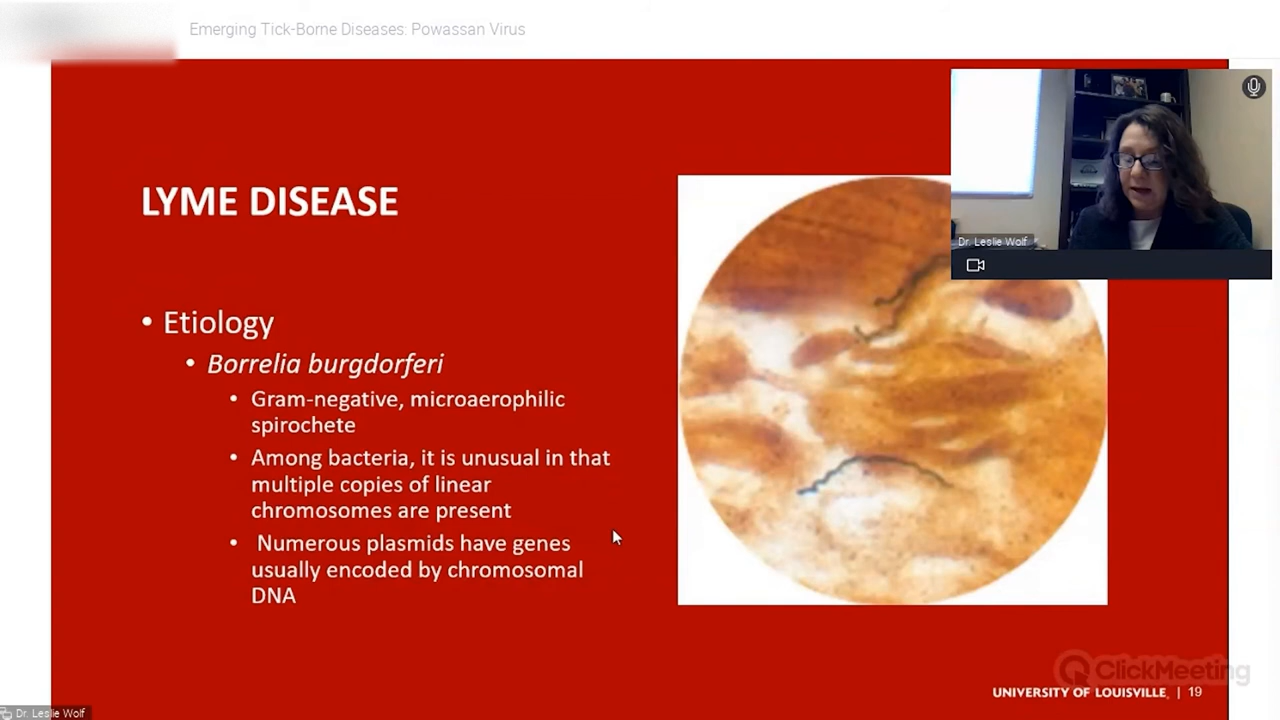 Emerging Tick-Borne Diseases: Powassan Virus
LYME DISEASE
• Etiology
• Borrelia burgdorferi
• Gram-negative, microaerophilic
spirochete
• Among bacteria, it is unusual in that
multiple copies of linear
chromosomes are present
• Numerous plasmids have genes
usually encoded by chromosomal
DNA
Dr. Leslie Wolf
ClickMeeting
UNIVERSITY OF LOUISVILLE. | 19
Dr. Leslie Wolf